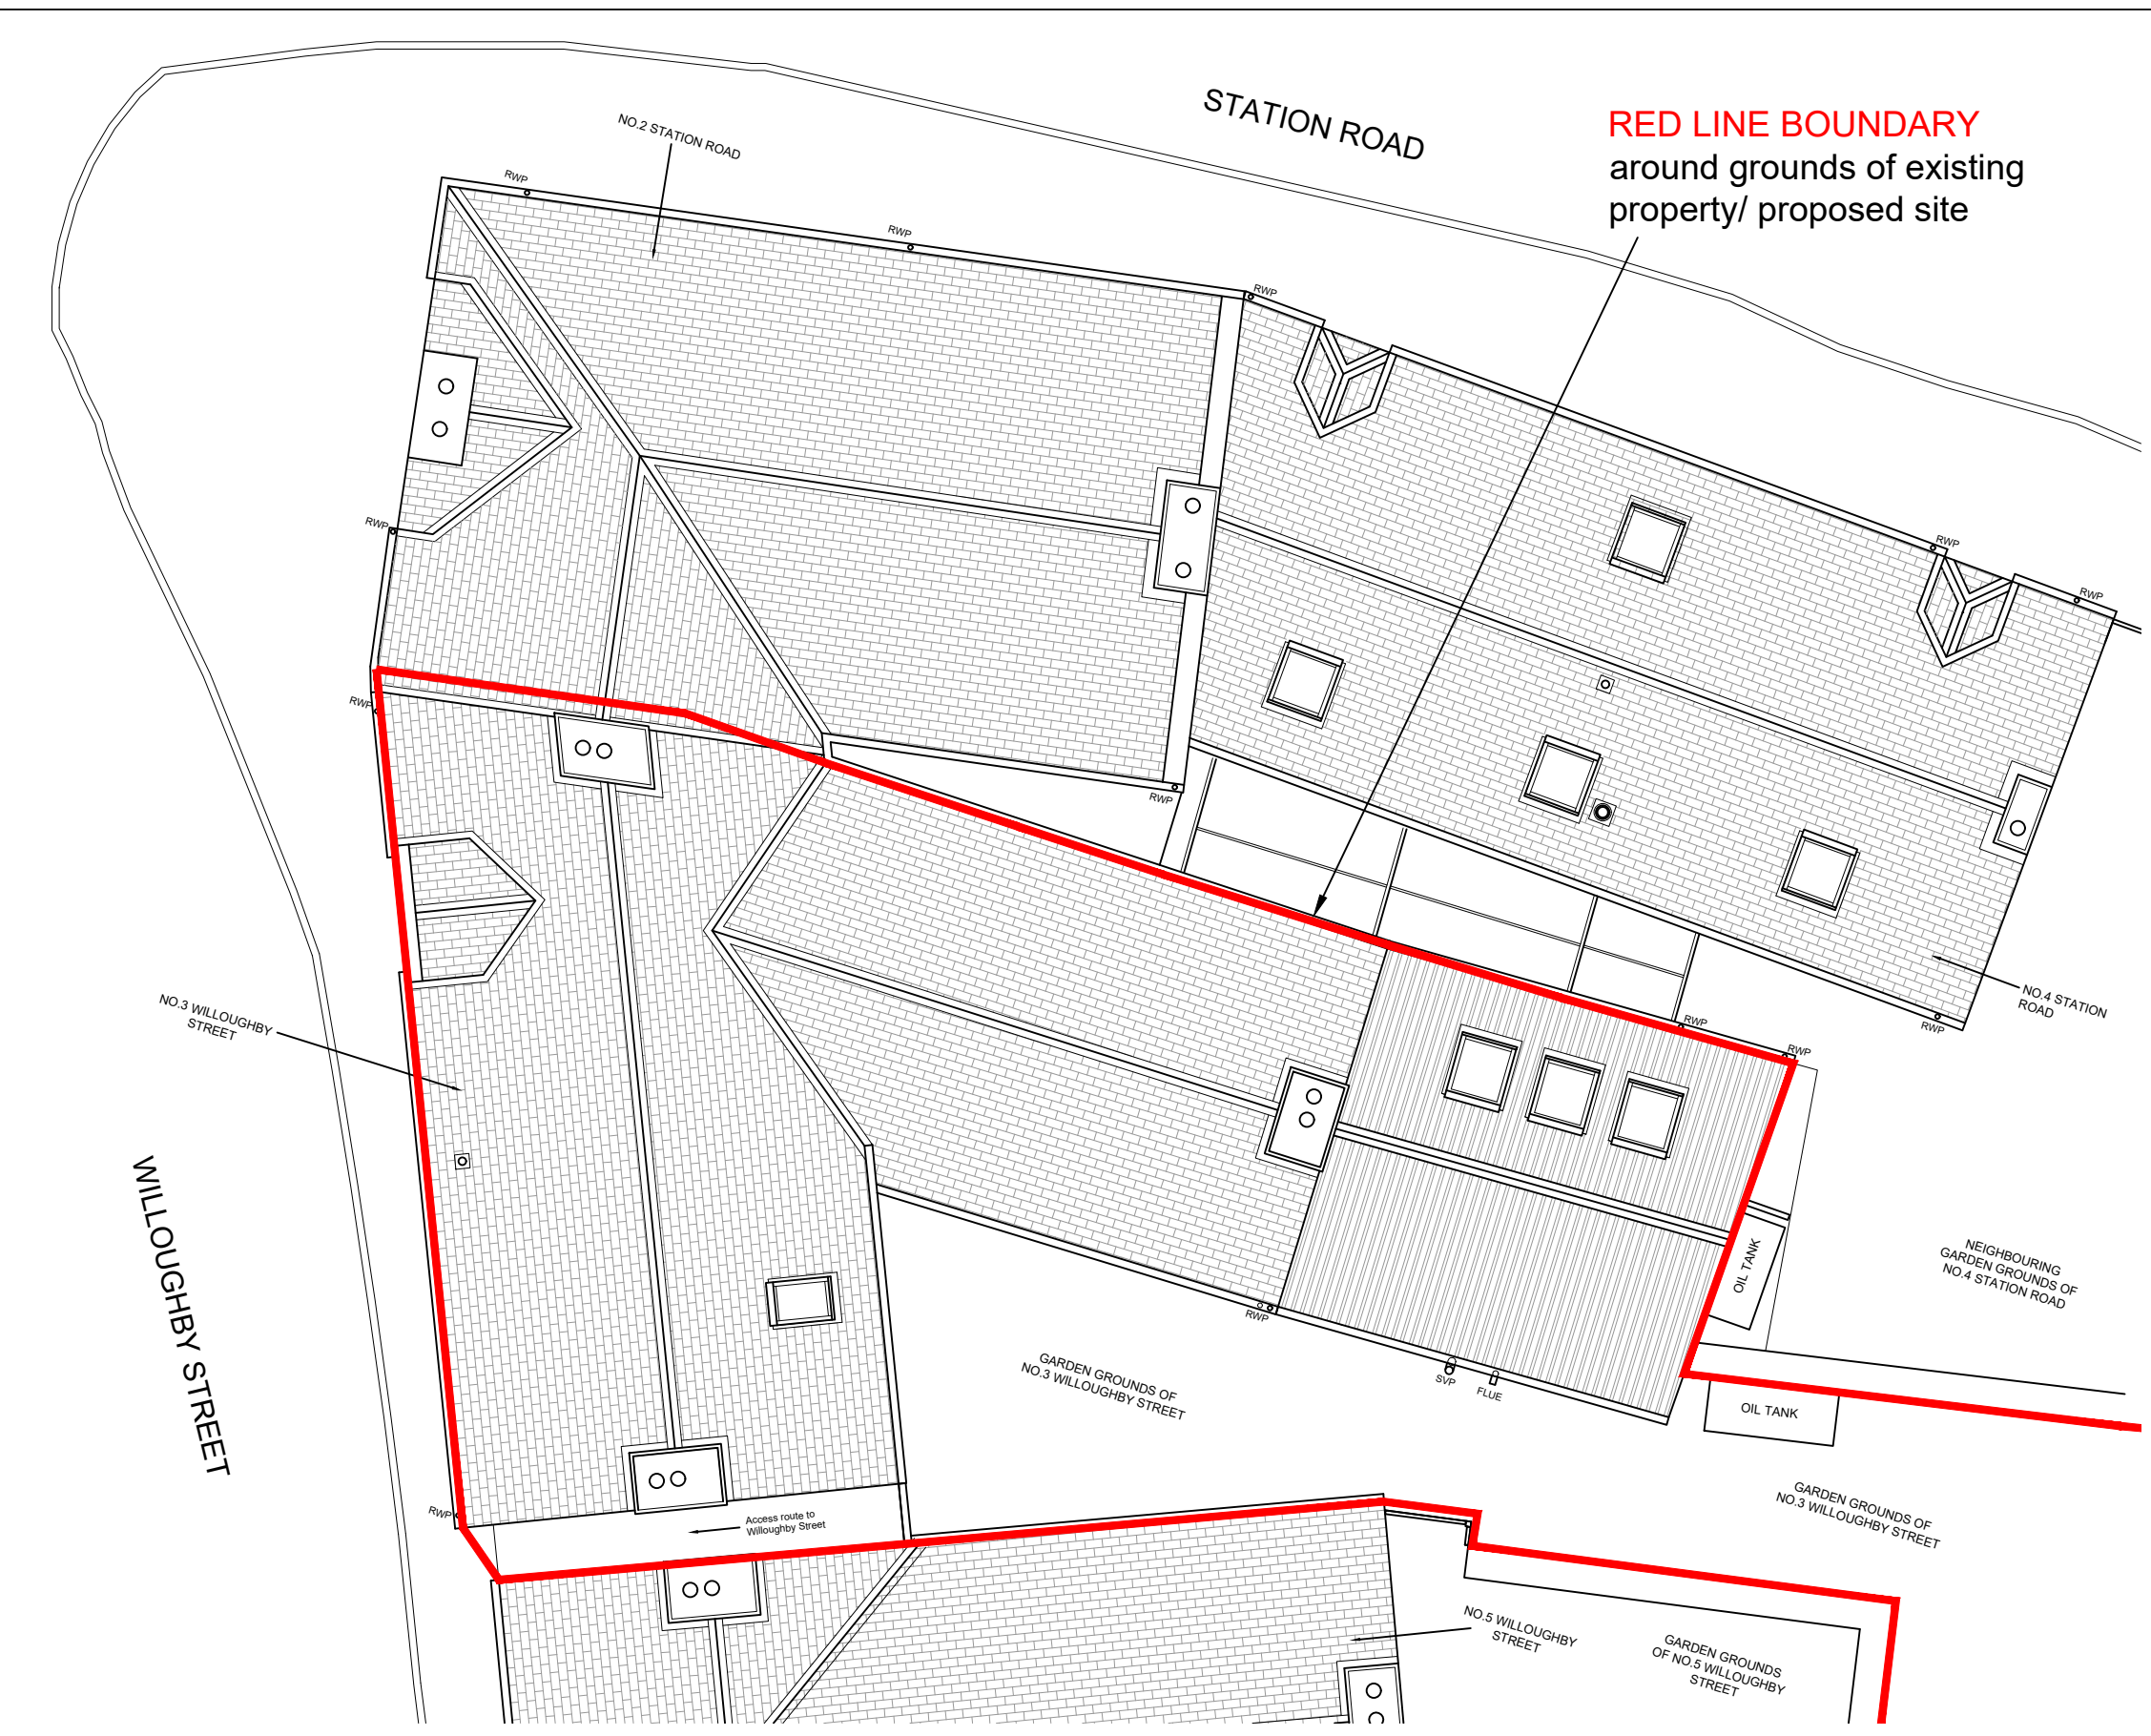 STATION ROAD
RED LINE BOUNDARY
around grounds of existing
property/ proposed site
NO.2 STATION ROAD
RWP
RWP
RWP
RWP
RWP
RWP
RWP
RWP
NO.3 WILLOUGHBY
STREET
NO.4 STATION
ROAD
RWP
RWP
RWP
WILLOUGHBY STREET
OIL TANK
NEIGHBOURING
GARDEN GROUNDS OF
NO.4 STATION ROAD
RWP
GARDEN GROUNDS OF
NO.3 WILLOUGHBY STREET
SVP
FLUE
OIL TANK
RWP
Access route to
Willoughby Street
GARDEN GROUNDS OF
NO.3 WILLOUGHBY STREET
NO.5 WILLOUGHBY
STREET
GARDEN GROUNDS
OF NO.5 WILLOUGHBY
STREET